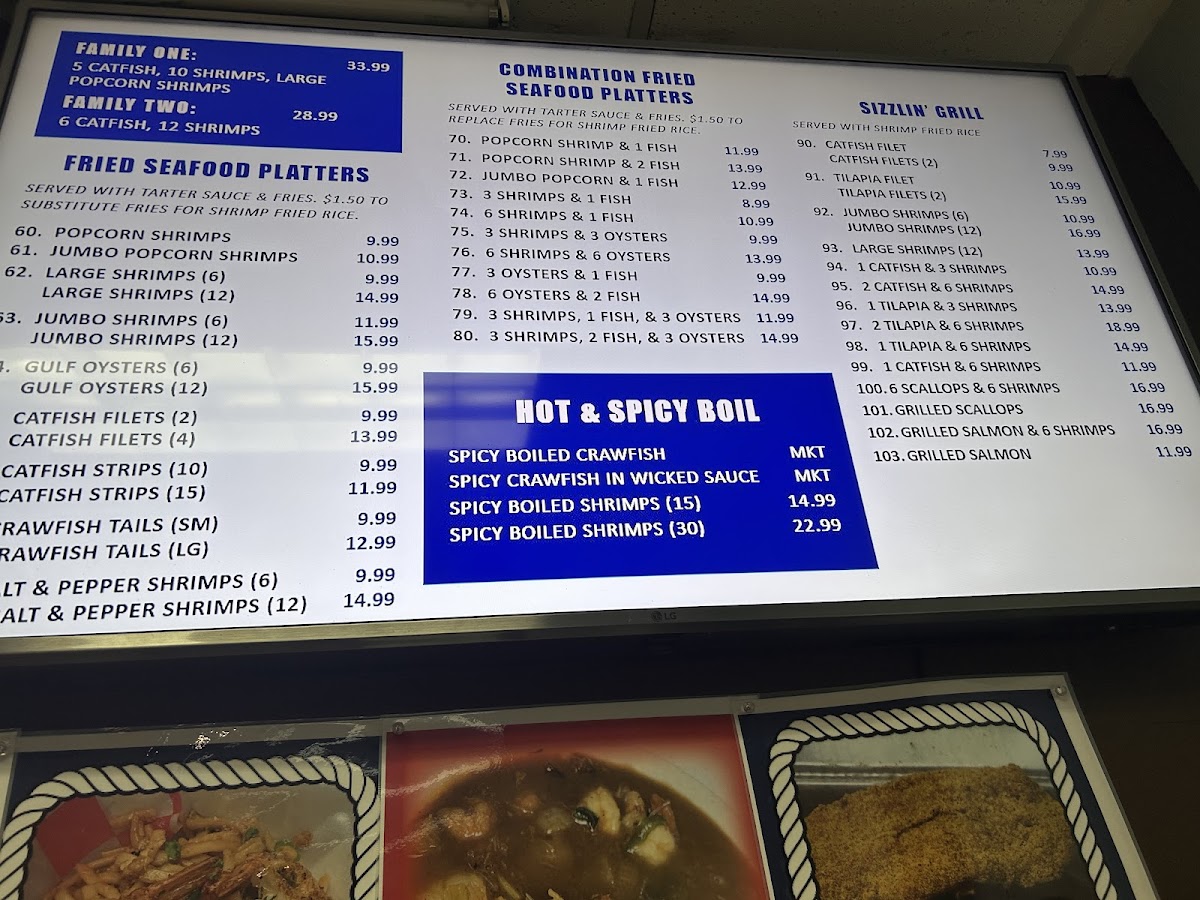 FAMILY ONE: 33.99
5 CATFISH, 10 SHRIMPS, LARGE
POPCORN SHRIMPS
FAMILY TWO: 28.99
6 CATFISH, 12 SHRIMPS
FRIED SEAFOOD PLATTERS
SERVED WITH TARTER SAUCE & FRIES. $1.50 TO
SUBSTITUTE FRIES FOR SHRIMP FRIED RICE.
60. POPCORN SHRIMPS 9.99
61. JUMBO POPCORN SHRIMPS 10.99
62. LARGE SHRIMPS (6) 9.99
LARGE SHRIMPS (12) 14.99
63. JUMBO SHRIMPS (6) 11.99
JUMBO SHRIMPS (12) 15.99
4. GULF OYSTERS (6) 9.99
GULF OYSTERS (12) 15.99
CATFISH FILETS (2) 9.99
CATFISH FILETS (4) 13.99
CATFISH STRIPS (10) 9.99
CATFISH STRIPS (15) 11.99
CRAWFISH TAILS (SM) 9.99
RAWFISH TAILS (LG) 12.99
ALT & PEPPER SHRIMPS (6) 9.99
SALT & PEPPER SHRIMPS (12) 14.99
COMBINATION FRIED
SEAFOOD PLATTERS
SERVED WITH TARTER SAUCE & FRIES. $1.50 TO
REPLACE FRIES FOR SHRIMP FRIED RICE.
70. POPCORN SHRIMP & 1 FISH 11.99
71. POPCORN SHRIMP & 2 FISH 13.99
72. JUMBO POPCORN & 1 FISH 12.99
73. 3 SHRIMPS & 1 FISH 8.99
74. 6 SHRIMPS & 1 FISH 10.99
75. 3 SHRIMPS & 3 OYSTERS 9.99
76. 6 SHRIMPS & 6 OYSTERS 13.99
77. 3 OYSTERS & 1 FISH 9.99
78. 6 OYSTERS & 2 FISH 14.99
79. 3 SHRIMPS, 1 FISH, & 3 OYSTERS 11.99
80. 3 SHRIMPS, 2 FISH, & 3 OYSTERS 14.99
HOT & SPICY BOIL
SPICY BOILED CRAWFISH MKT
SPICY CRAWFISH IN WICKED SAUCE MKT
SPICY BOILED SHRIMPS (15) 14.99
SPICY BOILED SHRIMPS (30) 22.99
SIZZLIN' GRILL
SERVED WITH SHRIMP FRIED RICE
90. CATFISH FILET 7.99
CATFISH FILETS (2) 9.99
91. TILAPIA FILET 10.99
TILAPIA FILETS (2) 15.99
92. JUMBO SHRIMPS (6) 10.99
JUMBO SHRIMPS (12) 16.99
93. LARGE SHRIMPS (12) 13.99
94. 1 CATFISH & 3 SHRIMPS 10.99
95. 2 CATFISH & 6 SHRIMPS 14.99
96. 1 TILAPIA & 3 SHRIMPS 13.99
97. 2 TILAPIA & 6 SHRIMPS 18.99
98. 1 TILAPIA & 6 SHRIMPS 14.99
99. 1 CATFISH & 6 SHRIMPS 11.99
100. 6 SCALLOPS & 6 SHRIMPS 16.99
101. GRILLED SCALLOPS 16.99
102. GRILLED SALMON & 6 SHRIMPS 16.99
103. GRILLED SALMON 11.99
LG